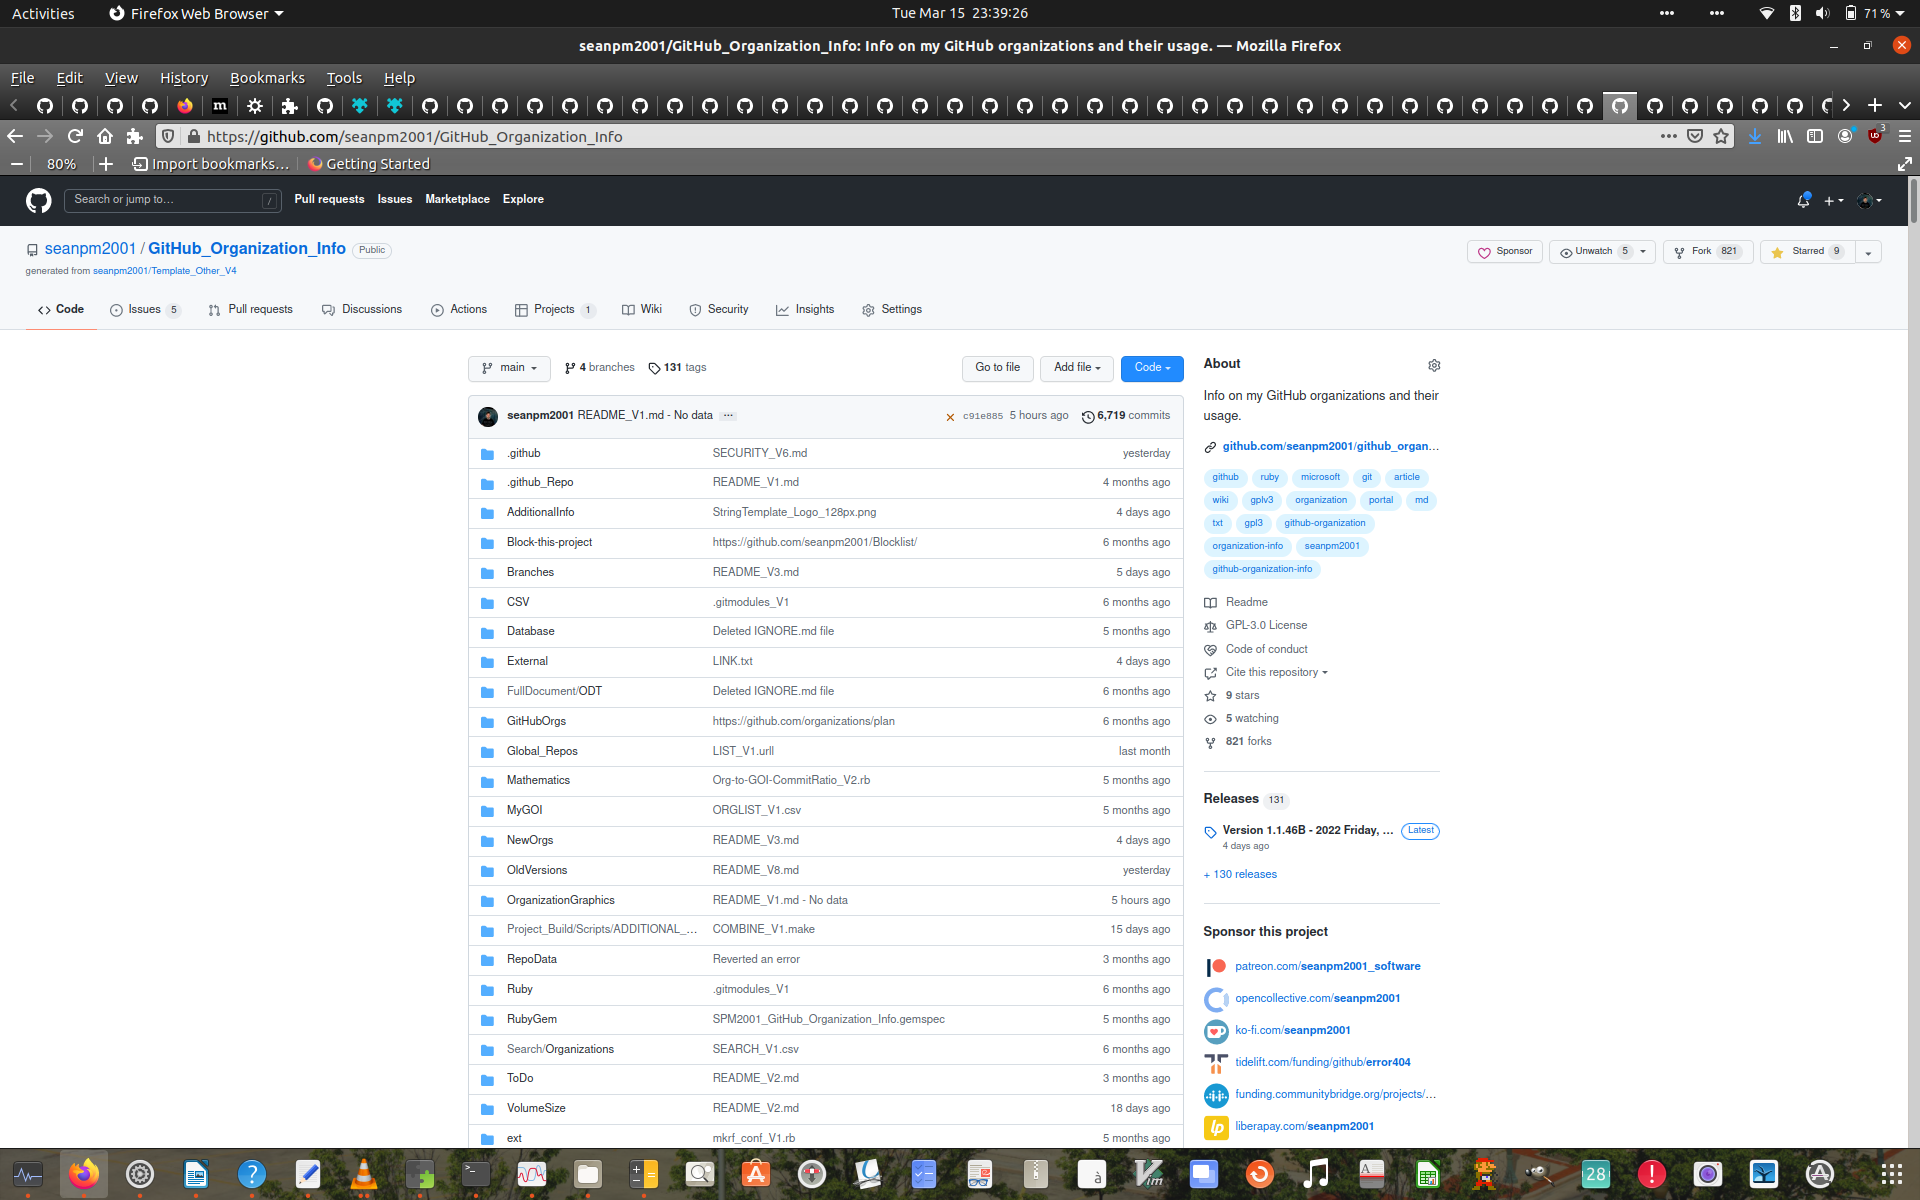 Activities Firefox Web Browser Tue Mar 15 23:39:26 71 %
seanpm2001/GitHub_Organization_Info: Info on my GitHub organizations and their usage. — Mozilla Firefox
File Edit View History Bookmarks Tools Help
https://github.com/seanpm2001/GitHub_Organization_Info 3
80% Import bookmarks… Getting Started
Search or jump to… / Pull requests Issues Marketplace Explore
seanpm2001 / GitHub_Organization_Info Public Sponsor Unwatch 5 Fork 821 Starred 9
generated from seanpm2001/Template_Other_V4
Code Issues 5 Pull requests Discussions Actions Projects 1 Wiki Security Insights Settings
main 4 branches 131 tags Go to file Add file Code
seanpm2001 README_V1.md - No data ... c91e885 5 hours ago 6,719 commits
.github SECURITY_V6.md yesterday
.github_Repo README_V1.md 4 months ago
AdditionalInfo StringTemplate_Logo_128px.png 4 days ago
Block-this-project https://github.com/seanpm2001/Blocklist/ 6 months ago
Branches README_V3.md 5 days ago
CSV .gitmodules_V1 6 months ago
Database Deleted IGNORE.md file 5 months ago
External LINK.txt 4 days ago
FullDocument/ODT Deleted IGNORE.md file 6 months ago
GitHubOrgs https://github.com/organizations/plan 6 months ago
Global_Repos LIST_V1.urll last month
Mathematics Org-to-GOI-CommitRatio_V2.rb 5 months ago
MyGOI ORGLIST_V1.csv 5 months ago
NewOrgs README_V3.md 4 days ago
OldVersions README_V8.md yesterday
OrganizationGraphics README_V1.md - No data 5 hours ago
Project_Build/Scripts/ADDITIONAL_... COMBINE_V1.make 15 days ago
RepoData Reverted an error 3 months ago
Ruby .gitmodules_V1 6 months ago
RubyGem SPM2001_GitHub_Organization_Info.gemspec 5 months ago
Search/Organizations SEARCH_V1.csv 6 months ago
ToDo README_V2.md 3 months ago
VolumeSize README_V2.md 18 days ago
ext mkrf_conf_V1.rb 5 months ago
About
Info on my GitHub organizations and their
usage.
github.com/seanpm2001/github_organ...
github ruby microsoft git article
wiki gplv3 organization portal md
txt gpl3 github-organization
organization-info seanpm2001
github-organization-info
Readme
GPL-3.0 License
Code of conduct
Cite this repository
9 stars
5 watching
821 forks
Releases 131
Version 1.1.46B - 2022 Friday, ... Latest
4 days ago
+ 130 releases
Sponsor this project
patreon.com/seanpm2001_software
opencollective.com/seanpm2001
ko-fi.com/seanpm2001
tidelift.com/funding/github/error404
funding.communitybridge.org/projects/...
liberapay.com/seanpm2001
28